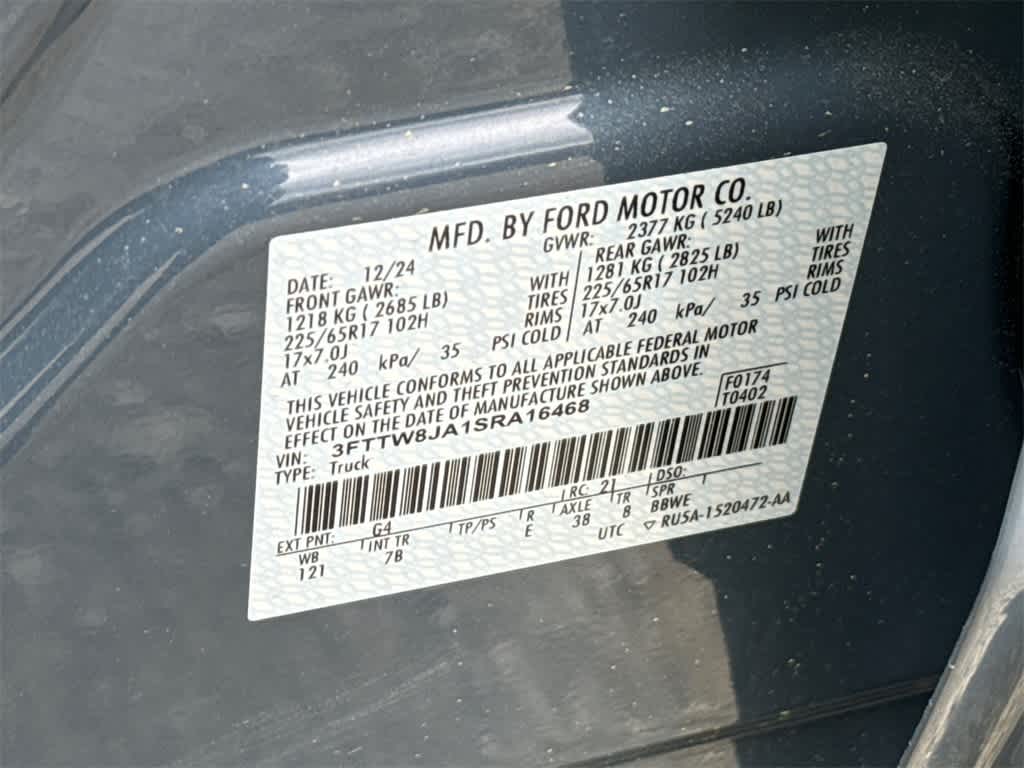 MFD. BY FORD MOTOR CO.
DATE: 12/24 GVWR: 2377 KG ( 5240 LB)
FRONT GAWR: REAR GAWR:
1218 KG ( 2685 LB) WITH 1281 KG ( 2825 LB) WITH
225/65R17 102H TIRES 225/65R17 102H TIRES
17x7.0J RIMS 17x7.0J RIMS
AT 240 kPa/ 35 PSI COLD AT 240 kPa/ 35 PSI COLD
THIS VEHICLE CONFORMS TO ALL APPLICABLE FEDERAL MOTOR
VEHICLE SAFETY AND THEFT PREVENTION STANDARDS IN
EFFECT ON THE DATE OF MANUFACTURE SHOWN ABOVE.
VIN: 3FTTW8JA1SRA16468 F0174
TYPE: Truck T0402
EXT PNT: G4 RC: 21 DSO:
WB INT TR TP/PS R AXLE TR SPR
121 7B E 38 8 BBWE
UTC ▽ RU5A-1520472-AA